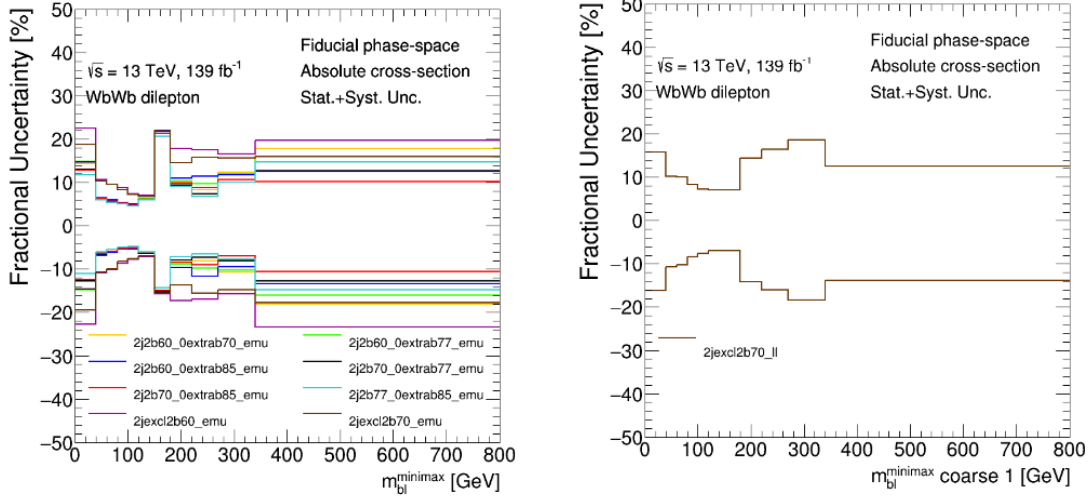 Fractional Uncertainty [%]
50
40
30
20
10
0
−10
−20
−30
−40
−50
√s = 13 TeV, 139 fb-1
WbWb dilepton
Fiducial phase-space
Absolute cross-section
Stat.+Syst. Unc.
2j2b60_0extrab70_emu
2j2b60_0extrab77_emu
2j2b60_0extrab85_emu
2j2b70_0extrab77_emu
2j2b70_0extrab85_emu
2j2b77_0extrab85_emu
2jexcl2b60_emu
2jexcl2b70_emu
0 100 200 300 400 500 600 700 800
m_bl^minimax [GeV]
Fractional Uncertainty [%]
50
40
30
20
10
0
−10
−20
−30
−40
−50
√s = 13 TeV, 139 fb-1
WbWb dilepton
Fiducial phase-space
Absolute cross-section
Stat.+Syst. Unc.
2jexcl2b70_ll
0 100 200 300 400 500 600 700 800
m_bl^minimax coarse 1 [GeV]